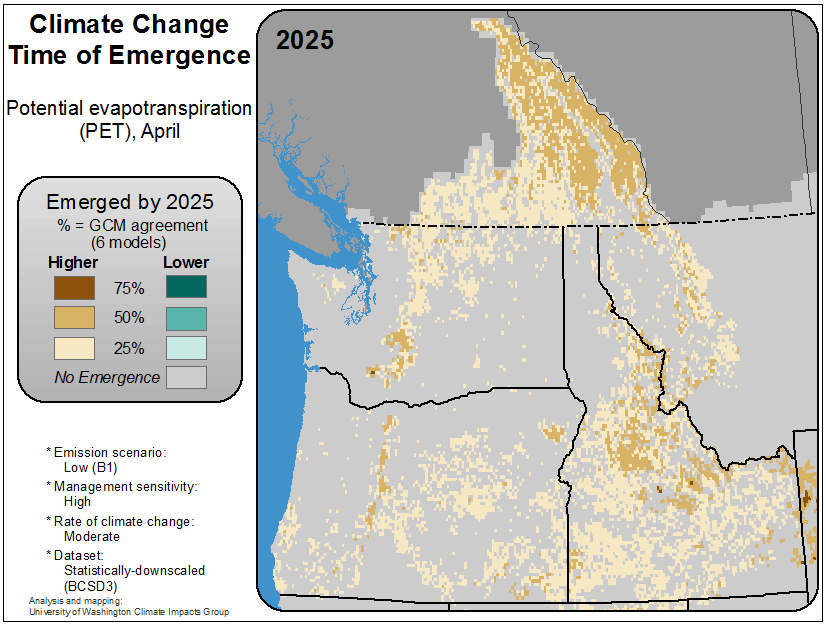 Climate Change
Time of Emergence
Potential evapotranspiration
(PET), April
Emerged by 2025
% = GCM agreement
(6 models)
Higher Lower
75%
50%
25%
No Emergence
* Emission scenario:
Low (B1)
* Management sensitivity:
High
* Rate of climate change:
Moderate
* Dataset:
Statistically-downscaled
(BCSD3)
Analysis and mapping:
University of Washington Climate Impacts Group
2025